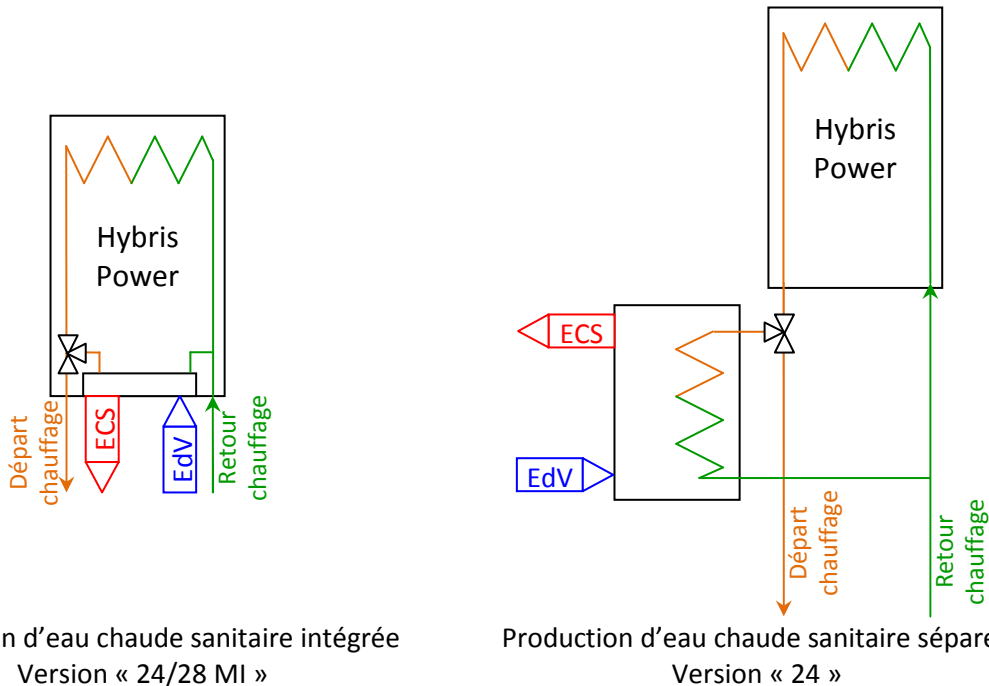 Hybris
Power
Départ
chauffage
ECS
EdV
Retour
chauffage
n d'eau chaude sanitaire intégrée
Version « 24/28 MI »
Hybris
Power
ECS
EdV
Départ
chauffage
Retour
chauffage
Production d'eau chaude sanitaire sépare
Version « 24 »